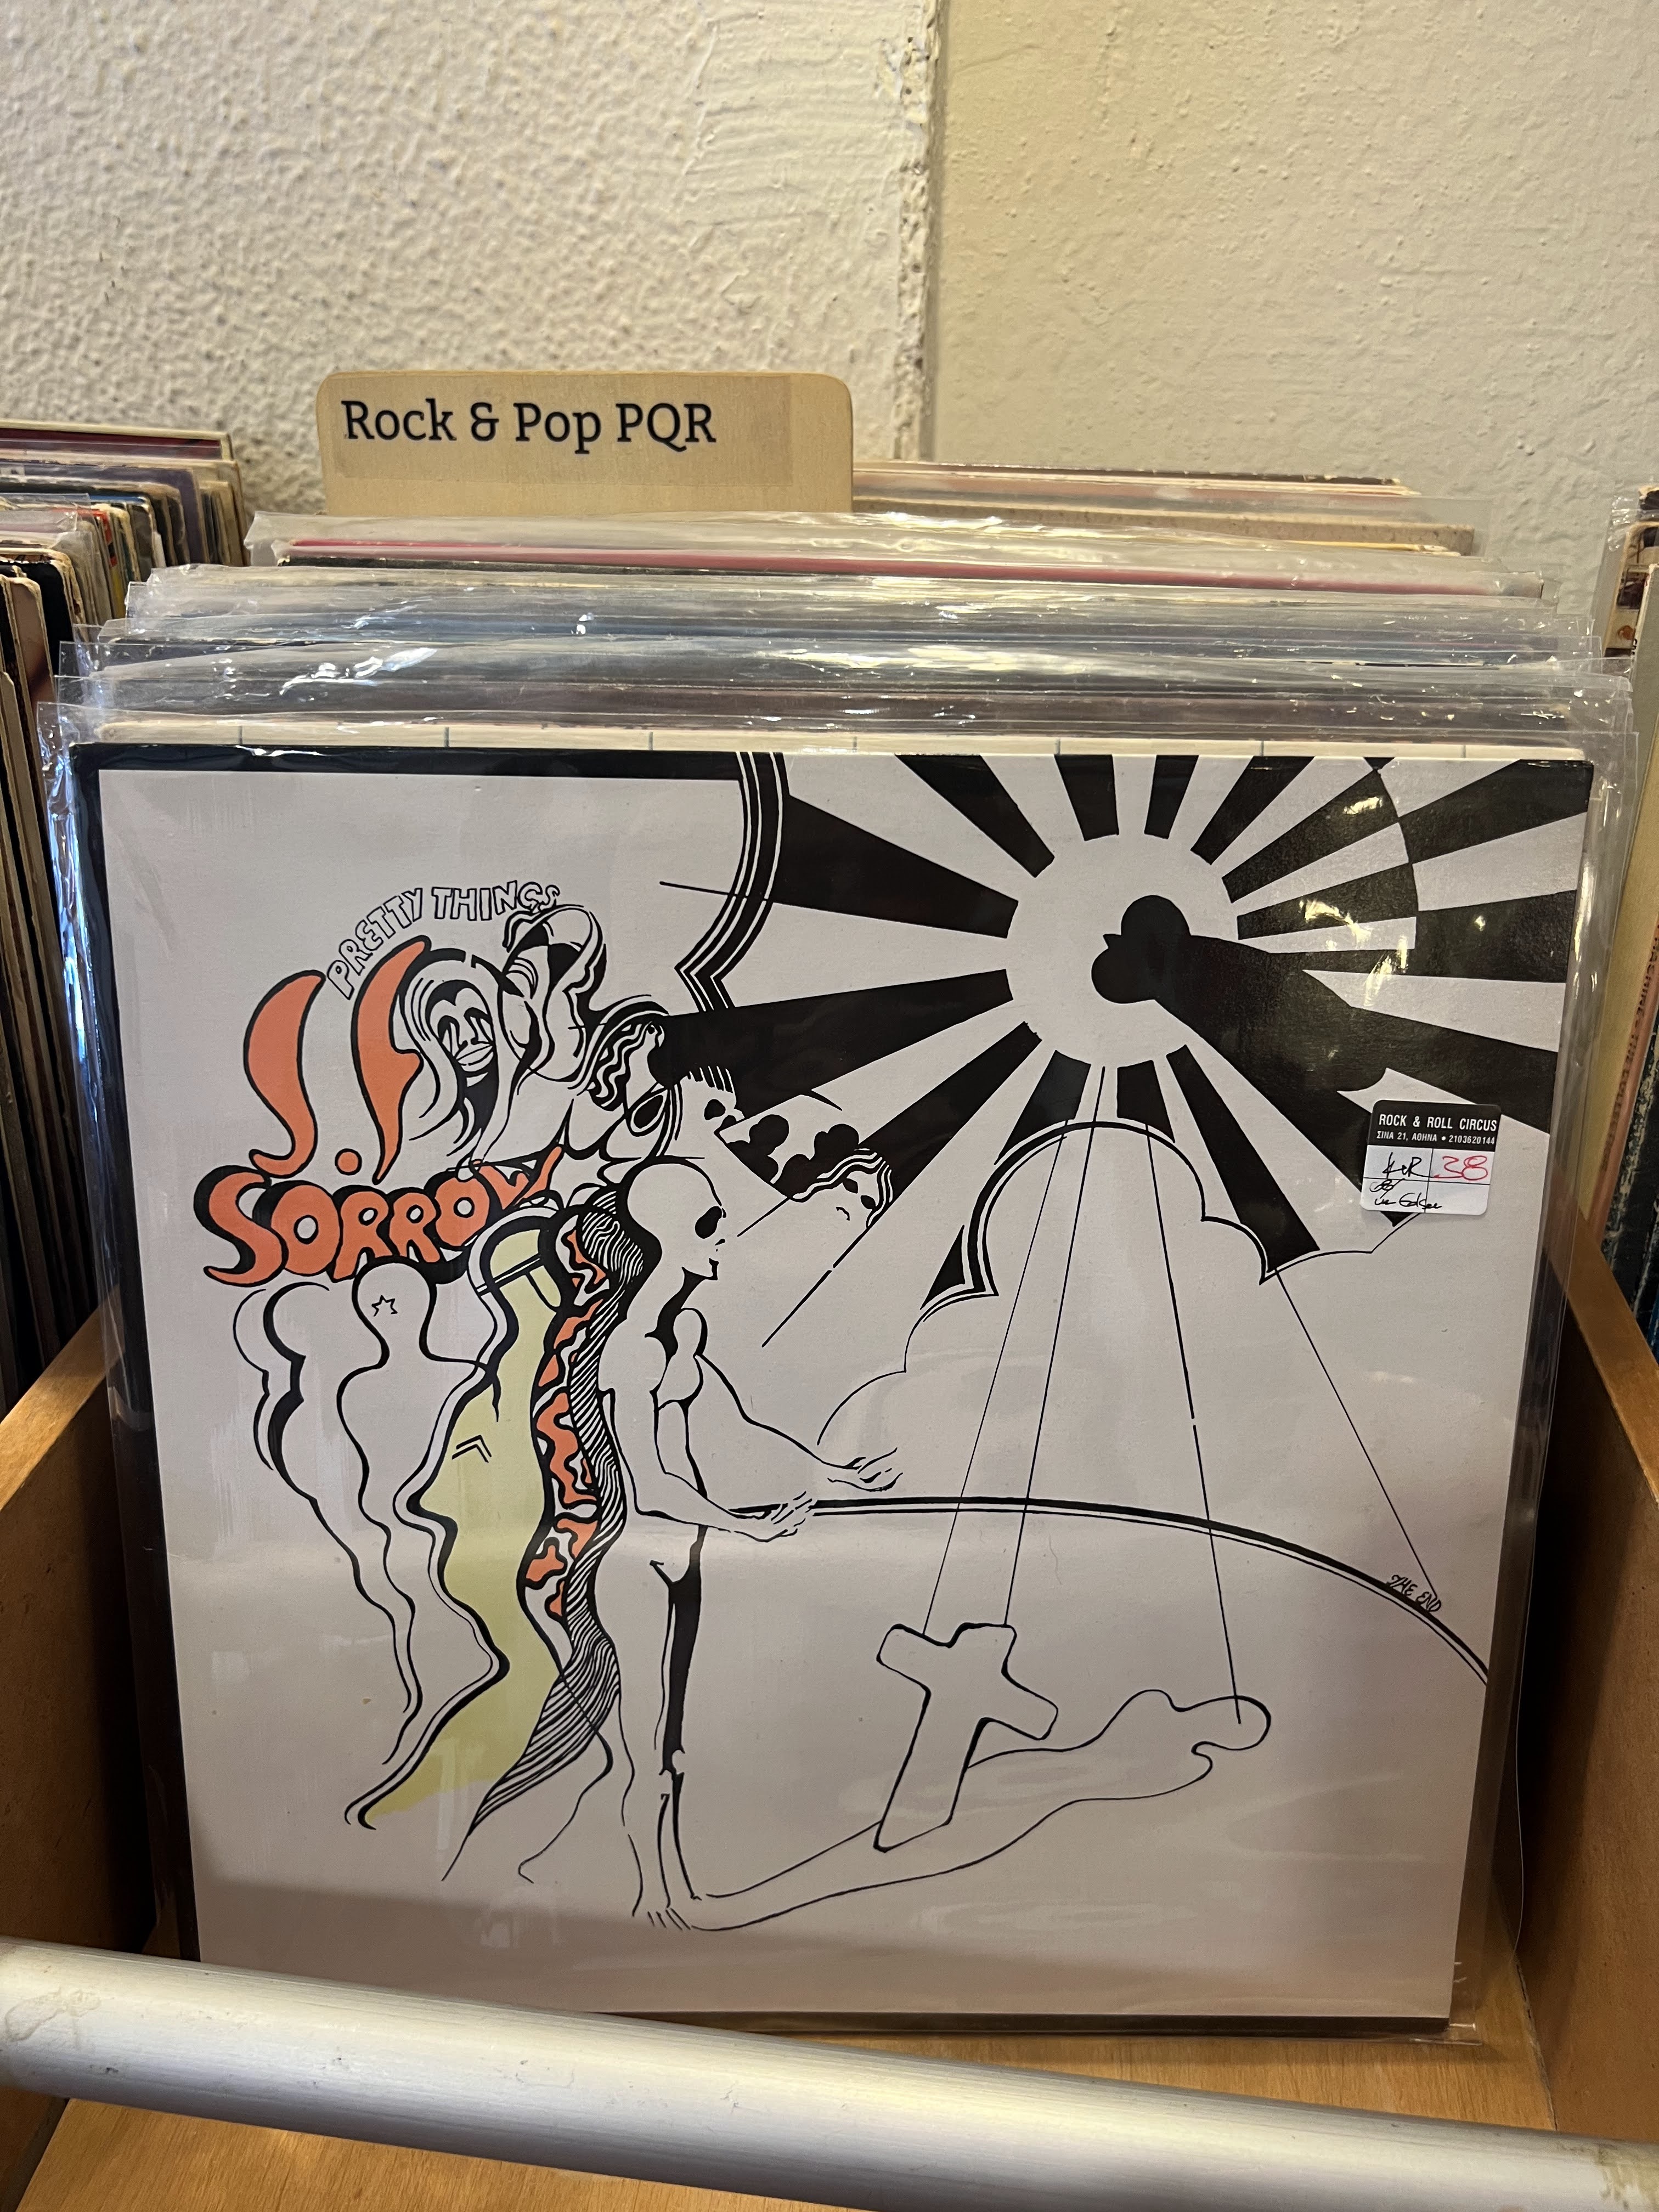 Rock & Pop PQR
PRETTY THINGS
S.F.
SORROW
ROCK & ROLL CIRCUS
ΣΙΝΑ 21, ΑΘΗΝΑ • 2103620144
38
THE END